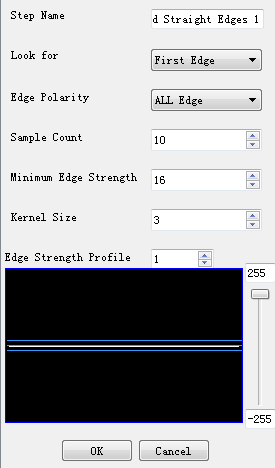 Step Name d Straight Edges 1
Look for First Edge
Edge Polarity ALL Edge
Sample Count 10
Minimum Edge Strength 16
Kernel Size 3
Edge Strength Profile 1
255
-255
OK Cancel